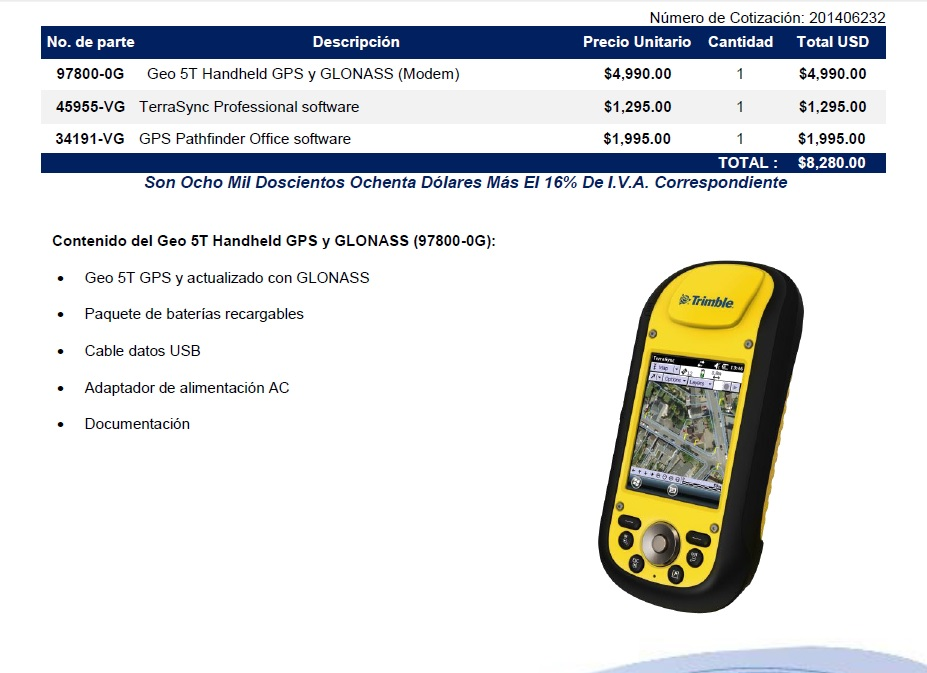 Número de Cotización: 201406232
No. de parte Descripción Precio Unitario Cantidad Total USD
97800-0G Geo 5T Handheld GPS y GLONASS (Modem) $4,990.00 1 $4,990.00
45955-VG TerraSync Professional software $1,295.00 1 $1,295.00
34191-VG GPS Pathfinder Office software $1,995.00 1 $1,995.00
TOTAL : $8,280.00
Son Ocho Mil Doscientos Ochenta Dólares Más El 16% De I.V.A. Correspondiente
Contenido del Geo 5T Handheld GPS y GLONASS (97800-0G):
• Geo 5T GPS y actualizado con GLONASS
• Paquete de baterías recargables
• Cable datos USB
• Adaptador de alimentación AC
• Documentación
Trimble
TerraSync
Map
Options Layers